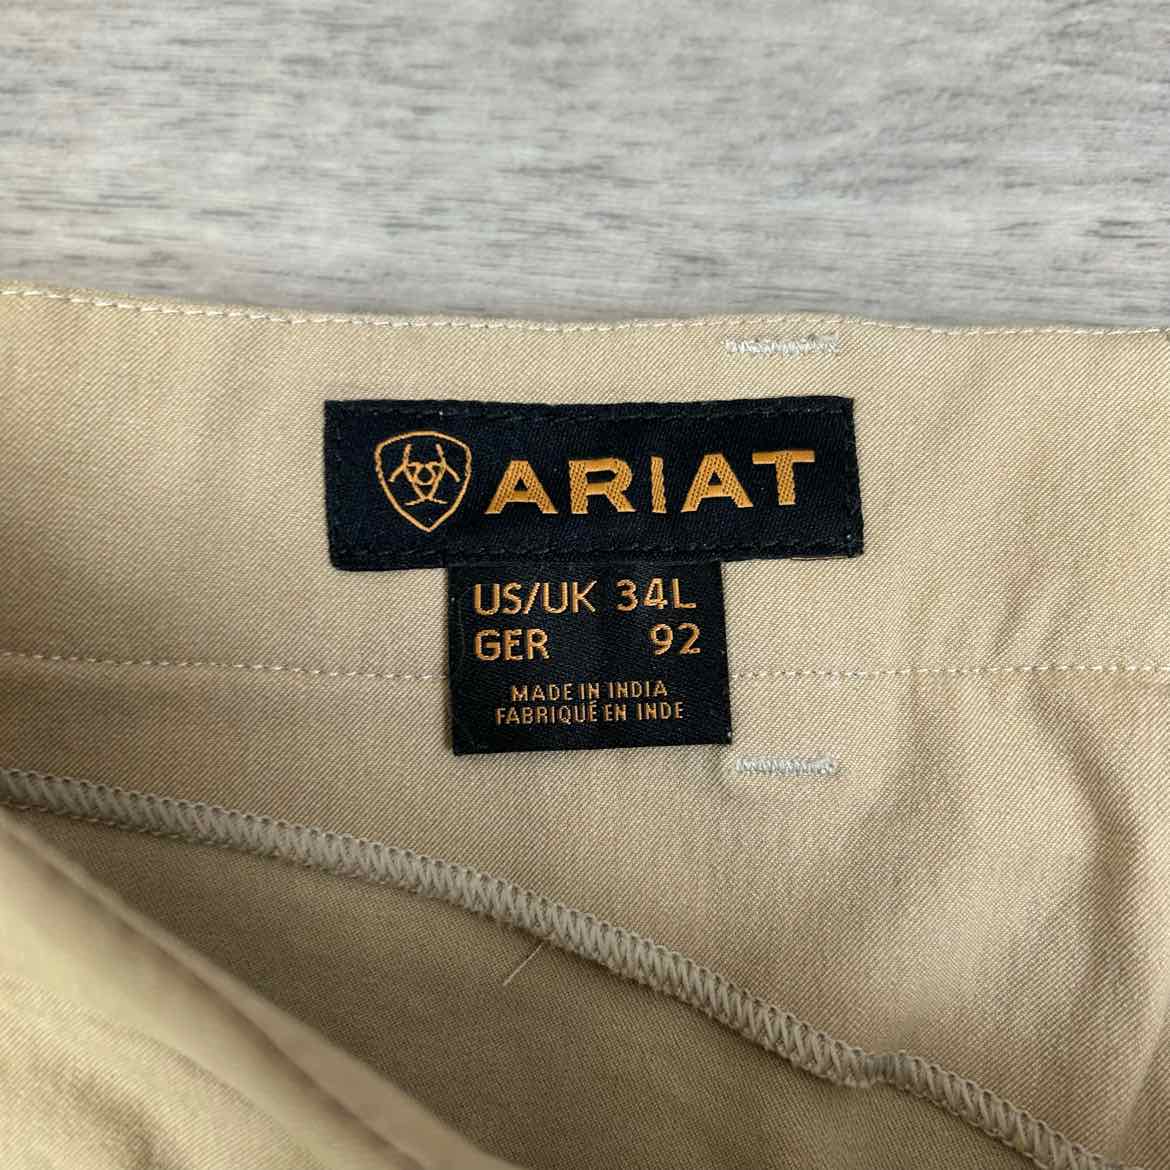 ARIAT
US/UK 34L
GER 92
MADE IN INDIA
FABRIQUÉ EN INDE